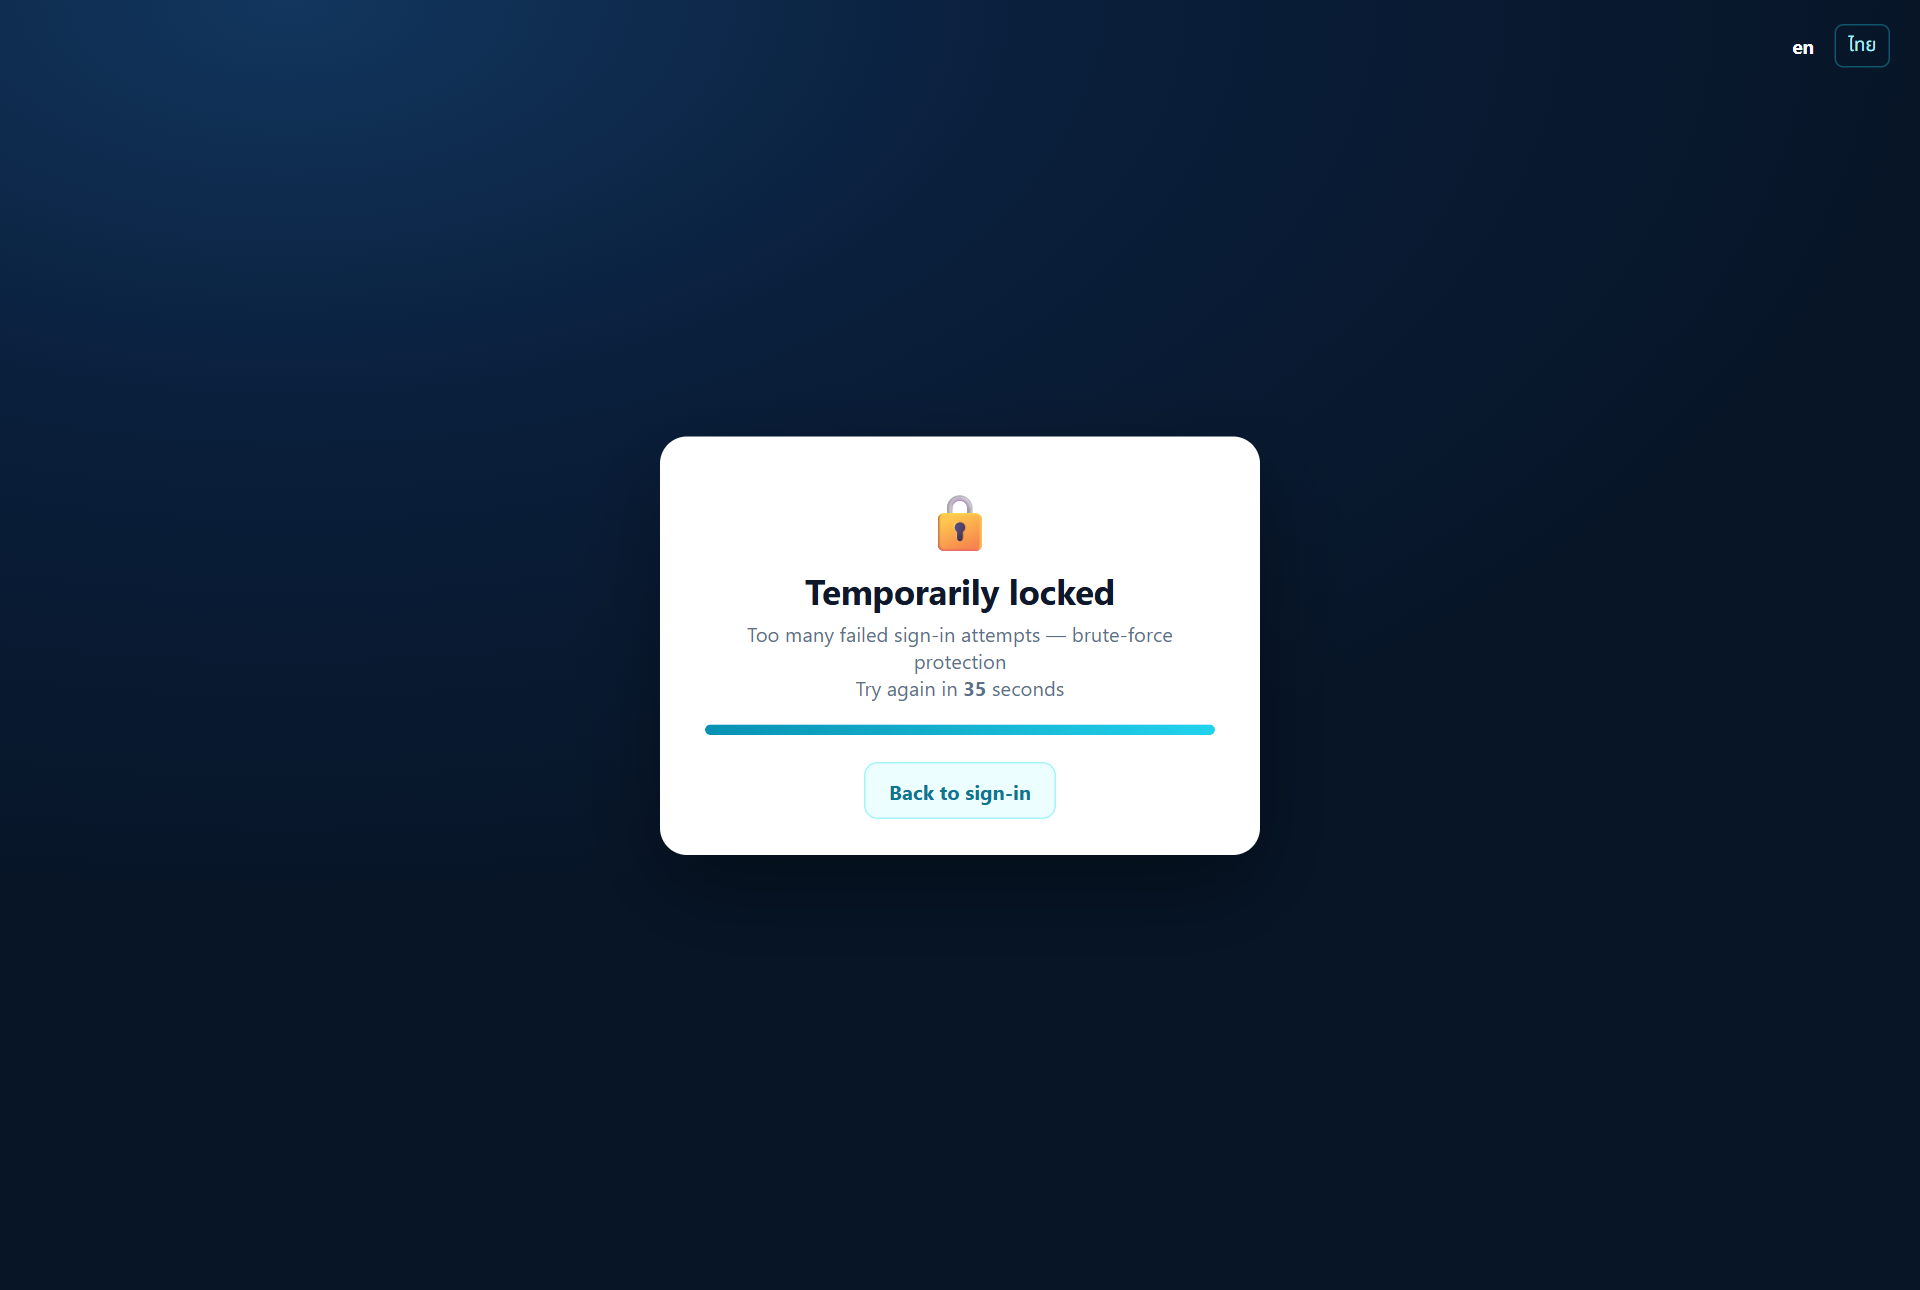 en
ไทย
Temporarily locked
Too many failed sign-in attempts — brute-force
protection
Try again in 35 seconds
Back to sign-in